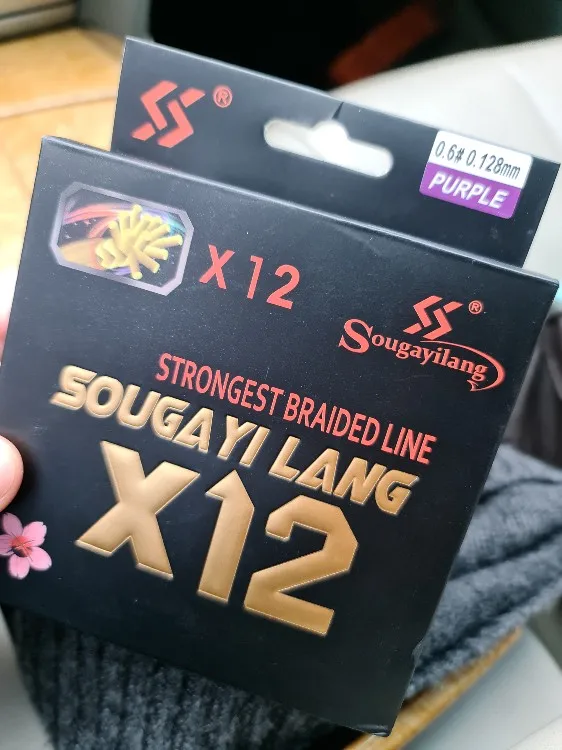 ®
0.6# 0.128mm
PURPLE
X12
®
Sougayilang
STRONGEST BRAIDED LINE
SOUGAYI LANG
X12